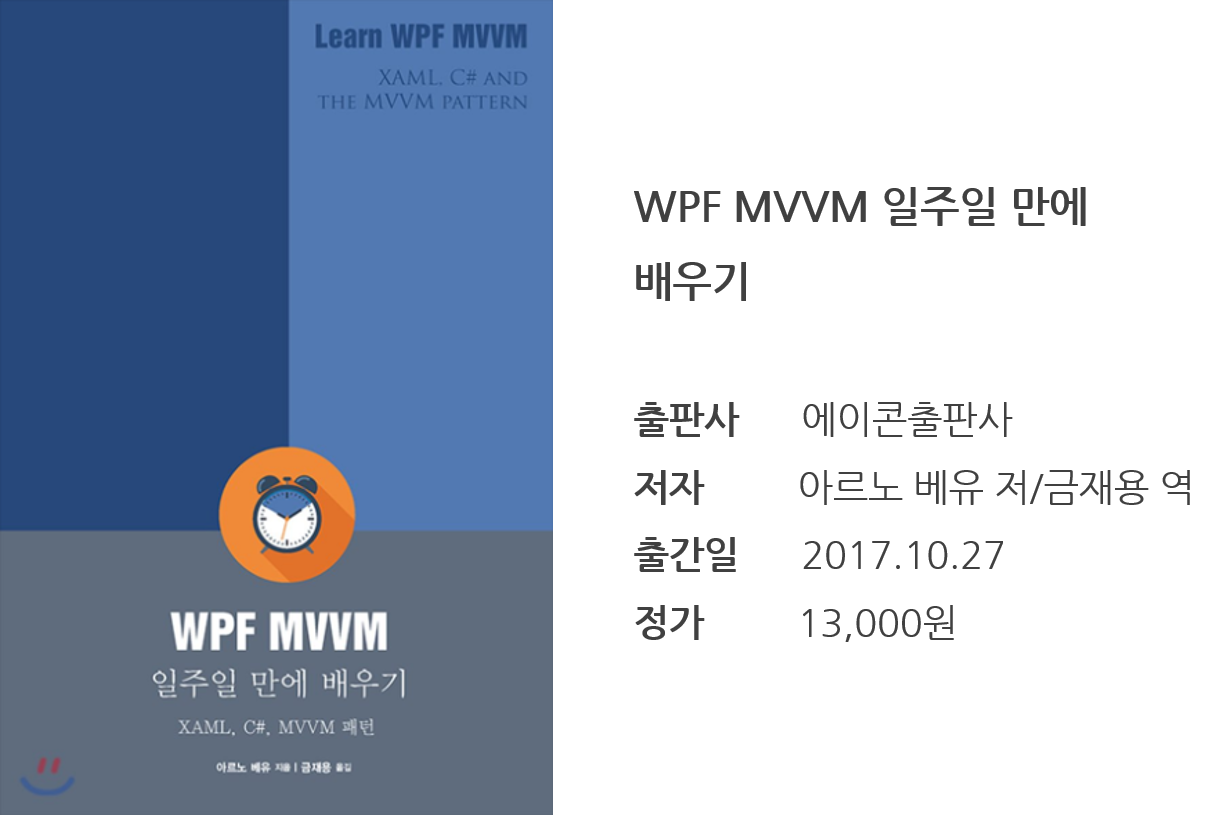 Learn WPF MVVM
XAML, C# AND
THE MVVM PATTERN
WPF MVVM
일주일 만에 배우기
XAML, C#, MVVM 패턴
아르노 베유 지음 | 금재용 옮김
WPF MVVM 일주일 만에
배우기
출판사 에이콘출판사
저자 아르노 베유 저/금재용 역
출간일 2017.10.27
정가 13,000원